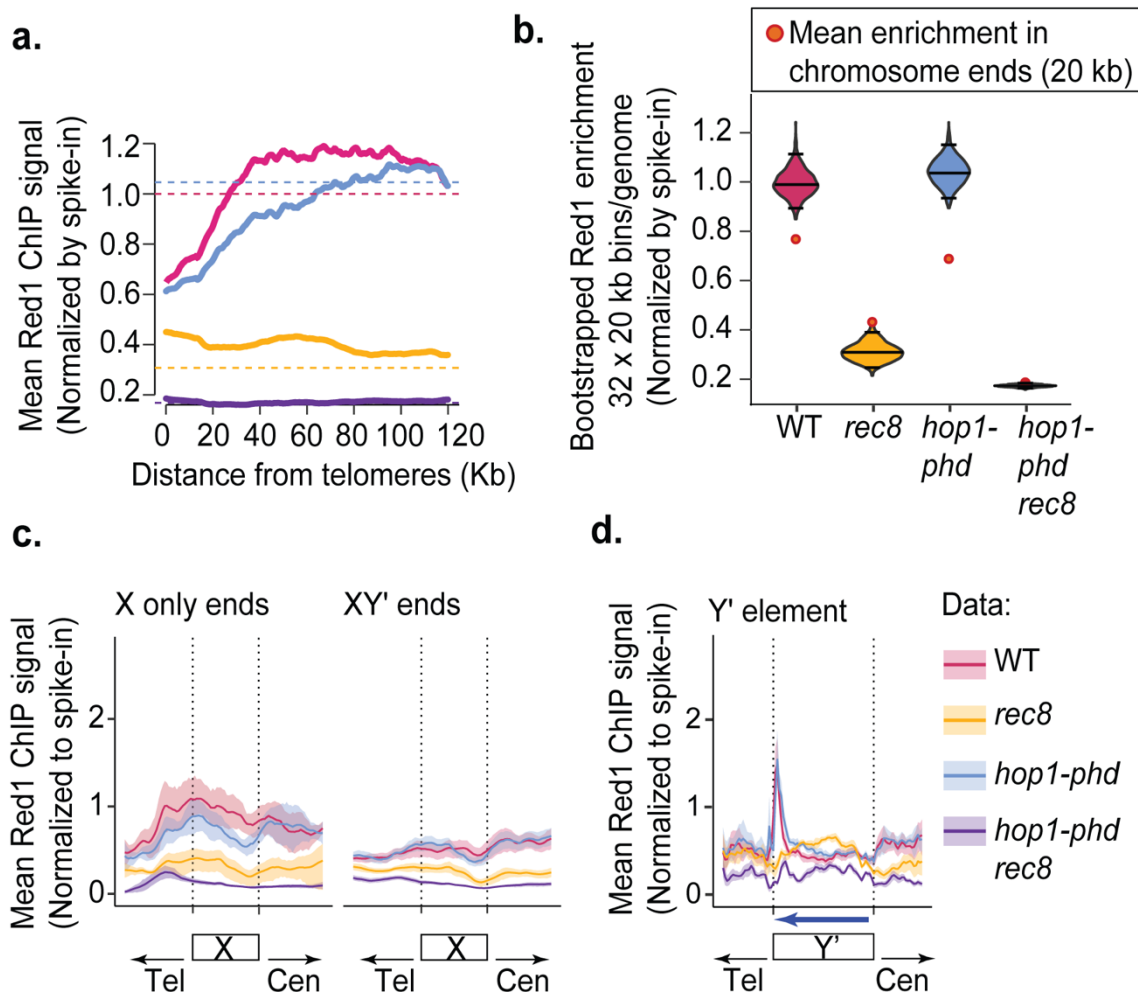 a.
Mean Red1 ChIP signal
(Normalized by spike-in)
1.2
1.0
0.8
0.6
0.4
0.2
0 20 40 60 80 100 120
Distance from telomeres (Kb)
b.
Mean enrichment in
chromosome ends (20 kb)
Bootstrapped Red1 enrichment
32 x 20 kb bins/genome
(Normalized by spike-in)
1.2
1.0
0.8
0.6
0.4
0.2
WT rec8 hop1- hop1-
phd phd
rec8
c.
X only ends XY' ends
Mean Red1 ChIP signal
(Normalized to spike-in)
2
1
0
X X
Tel Cen Tel Cen
d.
Y' element
Mean Red1 ChIP signal
(Normalized to spike-in)
2
1
0
Y'
Tel Cen
Data:
WT
rec8
hop1-phd
hop1-phd
rec8